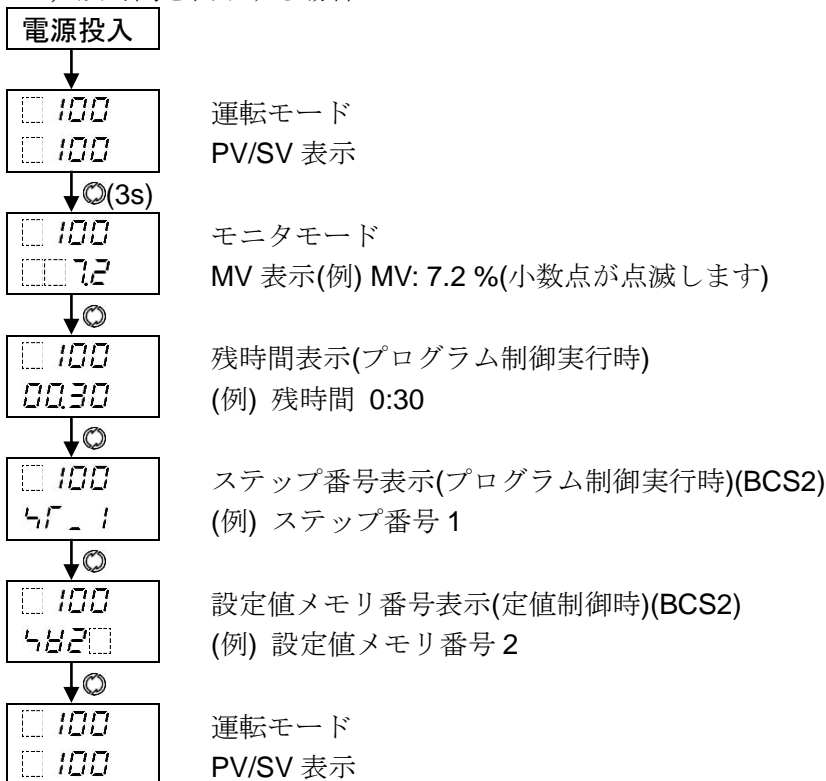 電源投入
100
100
運転モード
PV/SV 表示
(3s)
100
7.2
モニタモード
MV 表示(例) MV: 7.2 %(小数点が点滅します)
100
00.30
残時間表示(プログラム制御実行時)
(例) 残時間 0:30
100
ステップ番号表示(プログラム制御実行時)(BCS2)
(例) ステップ番号 1
100
設定値メモリ番号表示(定値制御時)(BCS2)
(例) 設定値メモリ番号 2
100
100
運転モード
PV/SV 表示